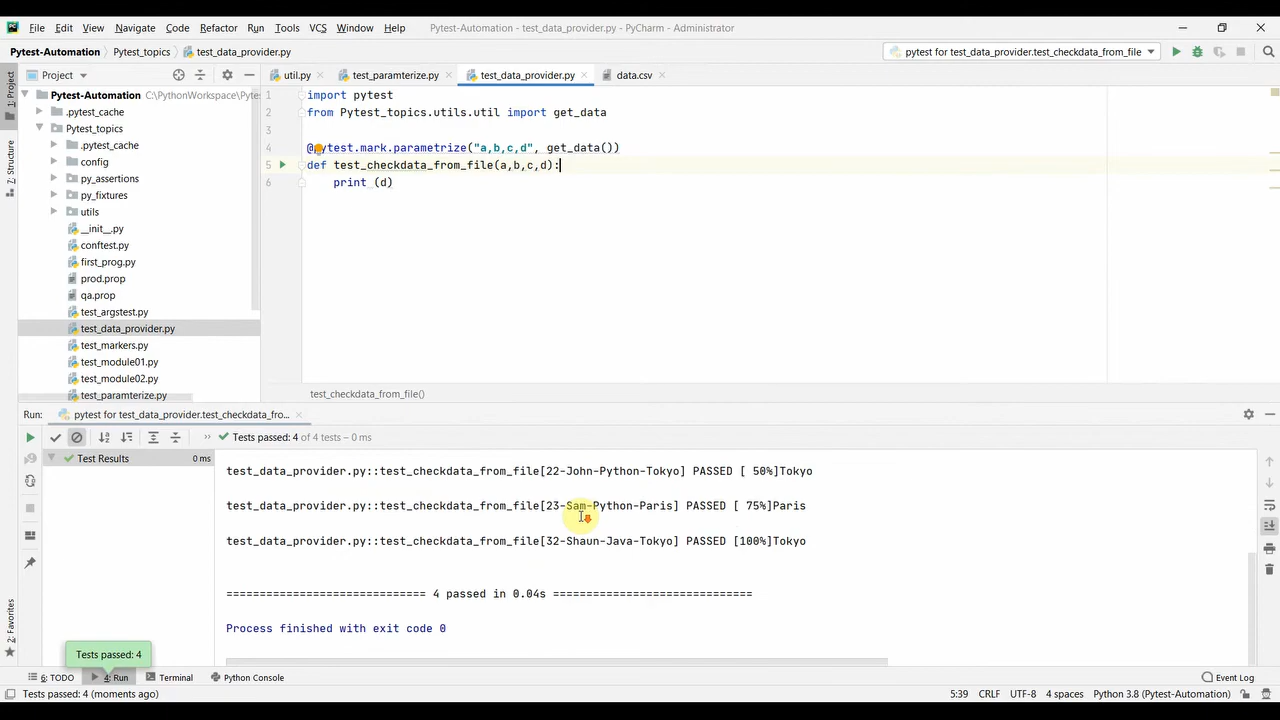 File Edit View Navigate Code Refactor Run Tools VCS Window Help Pytest-Automation - test_data_provider.py - PyCharm - Administrator
Pytest-Automation Pytest_topics test_data_provider.py pytest for test_data_provider.test_checkdata_from_file
Project util.py test_paramterize.py test_data_provider.py data.csv
1: Project
7: Structure
2: Favorites
Pytest-Automation C:\PythonWorkspace\Pyte
.pytest_cache
Pytest_topics
.pytest_cache
config
py_assertions
py_fixtures
utils
__init__.py
conftest.py
first_prog.py
prod.prop
qa.prop
test_argstest.py
test_data_provider.py
test_markers.py
test_module01.py
test_module02.py
test_paramterize.py
1 import pytest
2 from Pytest_topics.utils.util import get_data
3
4 @pytest.mark.parametrize("a,b,c,d", get_data())
5 def test_checkdata_from_file(a,b,c,d):
6 print (d)
test_checkdata_from_file()
Run: pytest for test_data_provider.test_checkdata_fro...
Tests passed: 4 of 4 tests – 0 ms
Test Results 0 ms
test_data_provider.py::test_checkdata_from_file[22-John-Python-Tokyo] PASSED [ 50%]Tokyo
test_data_provider.py::test_checkdata_from_file[23-Sam-Python-Paris] PASSED [ 75%]Paris
test_data_provider.py::test_checkdata_from_file[32-Shaun-Java-Tokyo] PASSED [100%]Tokyo
============================== 4 passed in 0.04s ==============================
Process finished with exit code 0
Tests passed: 4
6: TODO 4: Run Terminal Python Console Event Log
Tests passed: 4 (moments ago) 5:39 CRLF UTF-8 4 spaces Python 3.8 (Pytest-Automation)